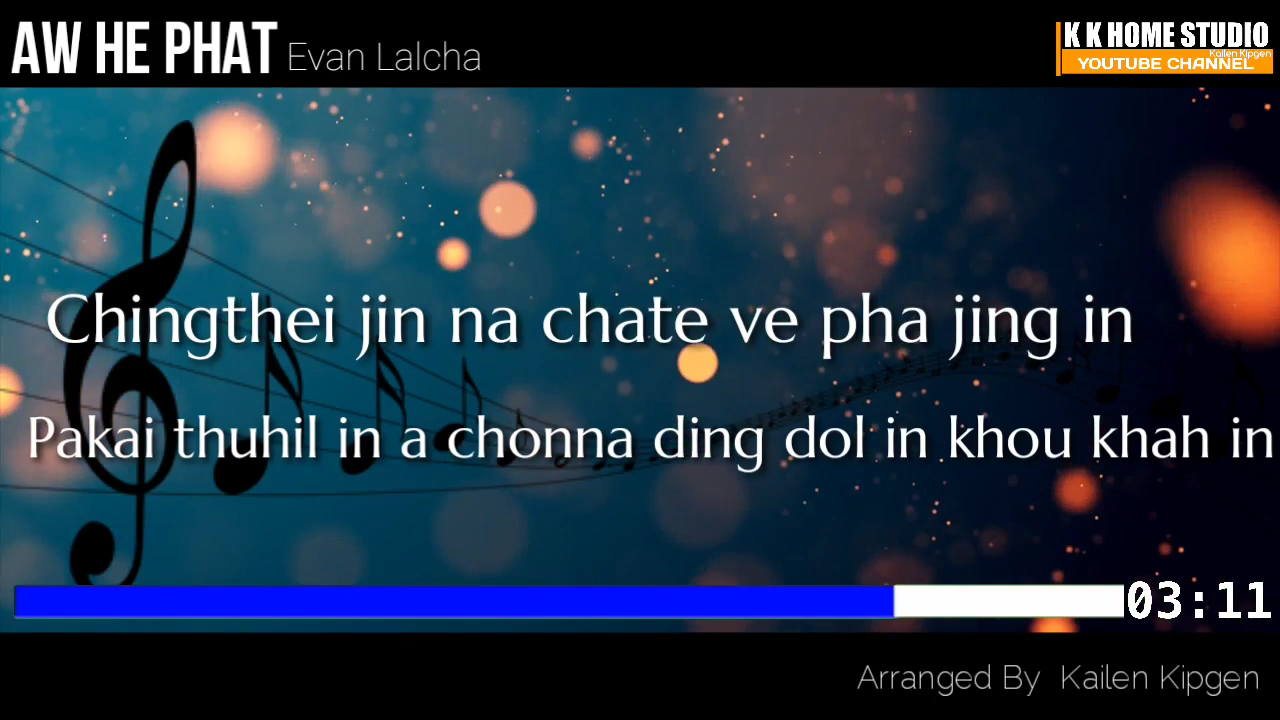 AW HE PHAT Evan Lalcha
K K HOME STUDIO
Kailen Kipgen
YOUTUBE CHANNEL
Chingthei jin na chate ve pha jing in
Pakai thuhil in a chonna ding dol in khou khah in
03:11
Arranged By Kailen Kipgen